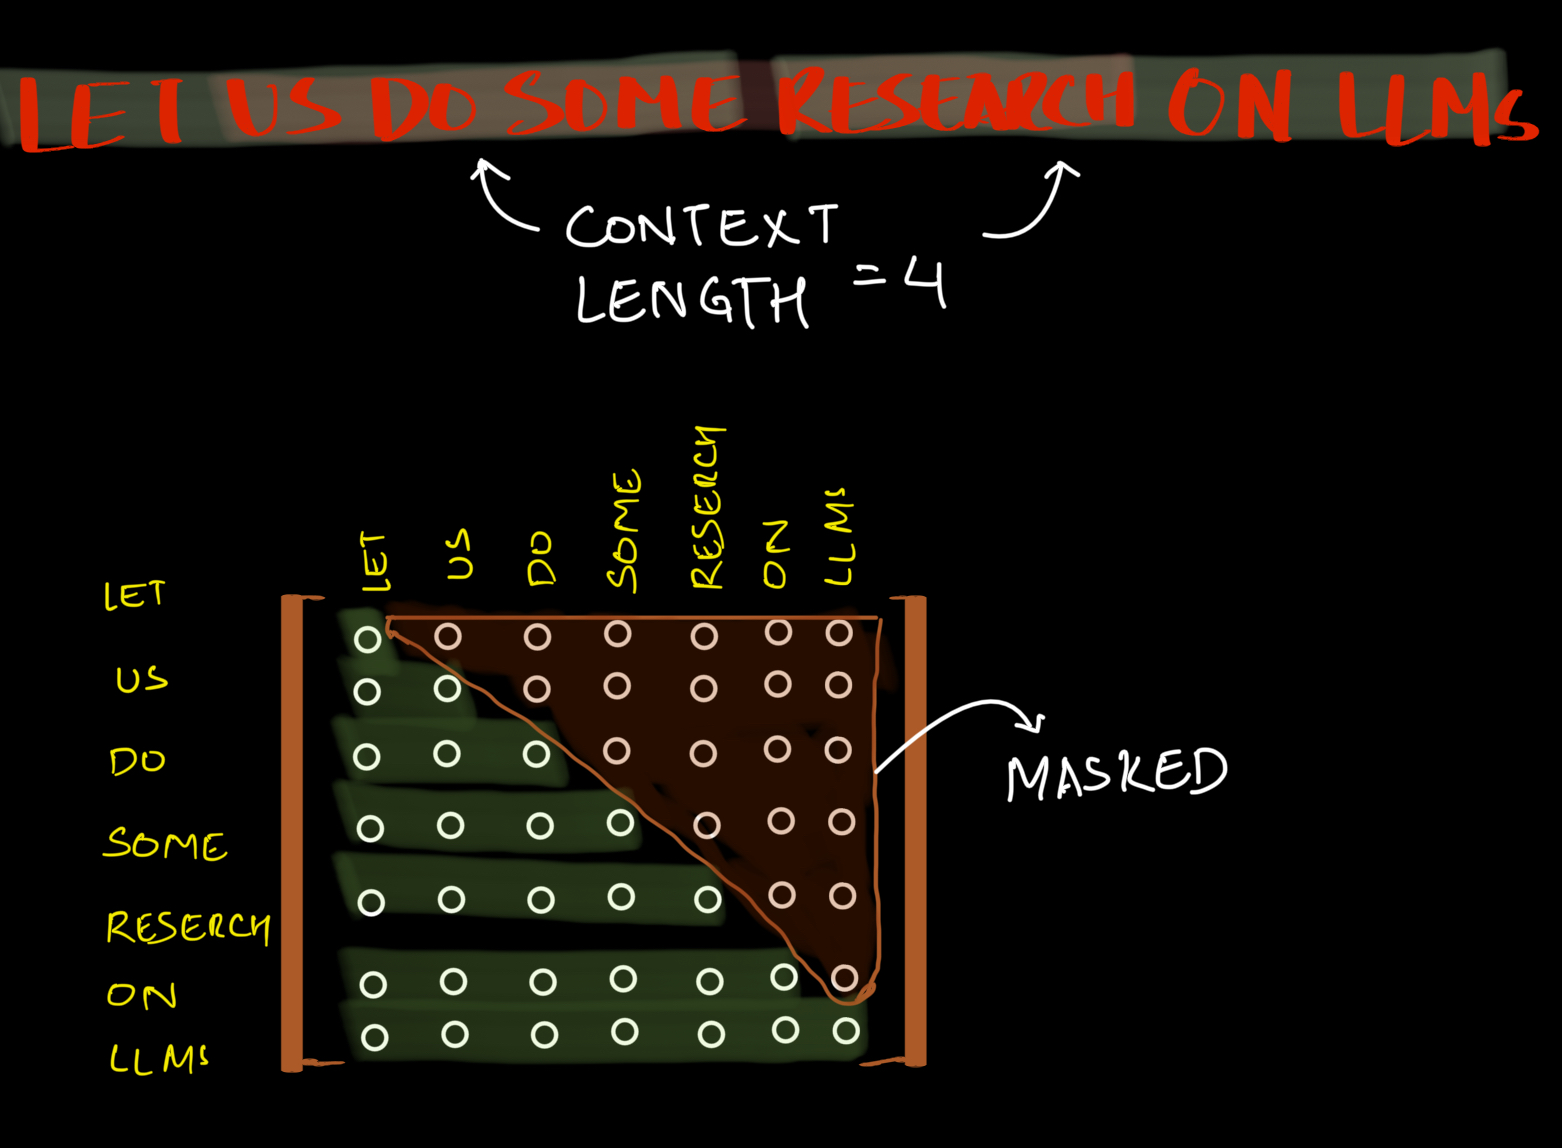 LET US DO SOME RESEARCH ON LLMs
CONTEXT
LENGTH = 4
LET US DO SOME RESERCH ON LLMs
LET
US
DO
SOME
RESERCH
ON
LLMs
MASKED